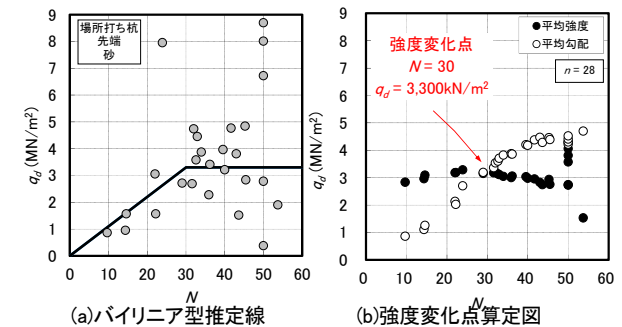 9
8
7
6
5
4
3
2
1
0
q_d (MN/m²)
場所打ち杭
先端
砂
0 10 20 30 40 50 60
N
(a)バイリニア型推定線
9
8
7
6
5
4
3
2
1
0
q_d (MN/m²)
●平均強度
○平均勾配
n = 28
強度変化点
N = 30
q_d = 3,300kN/m²
0 10 20 30 40 50 60
N
(b)強度変化点算定図